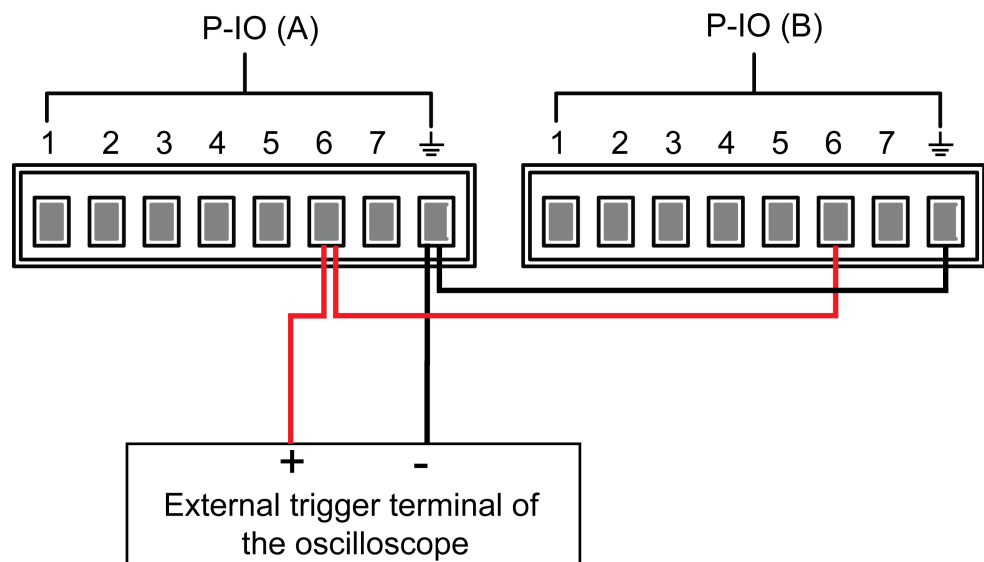 P-IO (A) P-IO (B)
1 2 3 4 5 6 7 1 2 3 4 5 6 7
+ -
External trigger terminal of
the oscilloscope